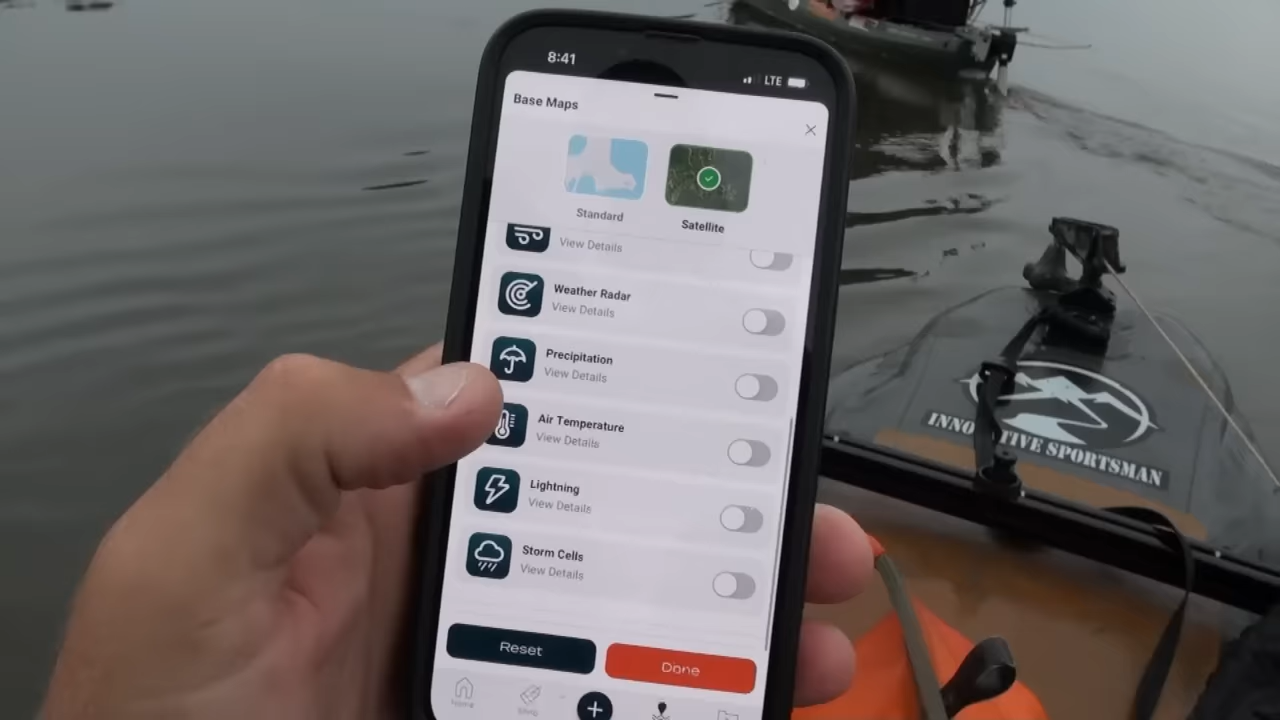 8:41
LTE
Base Maps
Standard
Satellite
View Details
Weather Radar
View Details
Precipitation
View Details
Air Temperature
View Details
Lightning
View Details
Storm Cells
View Details
Reset
Done
Home
INNOVATIVE SPORTSMAN